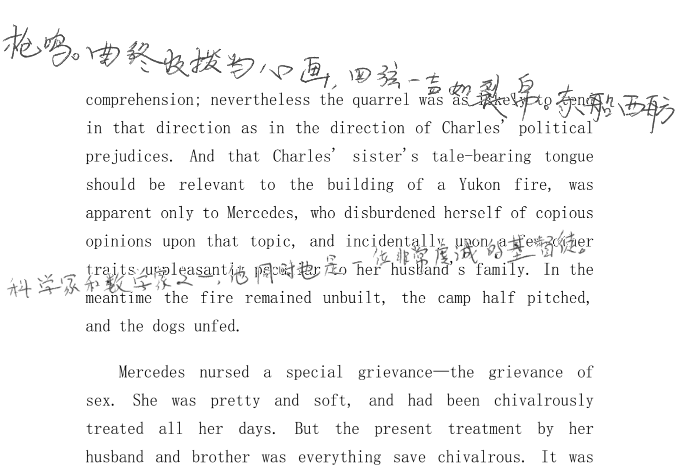 枪鸣。曲终收拨当心画，四弦一声如裂帛。东船西舫
comprehension; nevertheless the quarrel was as likely to tend
in that direction as in the direction of Charles' political
prejudices. And that Charles' sister's tale-bearing tongue
should be relevant to the building of a Yukon fire, was
apparent only to Mercedes, who disburdened herself of copious
opinions upon that topic, and incidentally upon a few other
科学家和数学家之一，他同时也是一位非常虔诚的基督徒。
traits unpleasantly peculiar to her husband's family. In the
meantime the fire remained unbuilt, the camp half pitched,
and the dogs unfed.
Mercedes nursed a special grievance—the grievance of
sex. She was pretty and soft, and had been chivalrously
treated all her days. But the present treatment by her
husband and brother was everything save chivalrous. It was